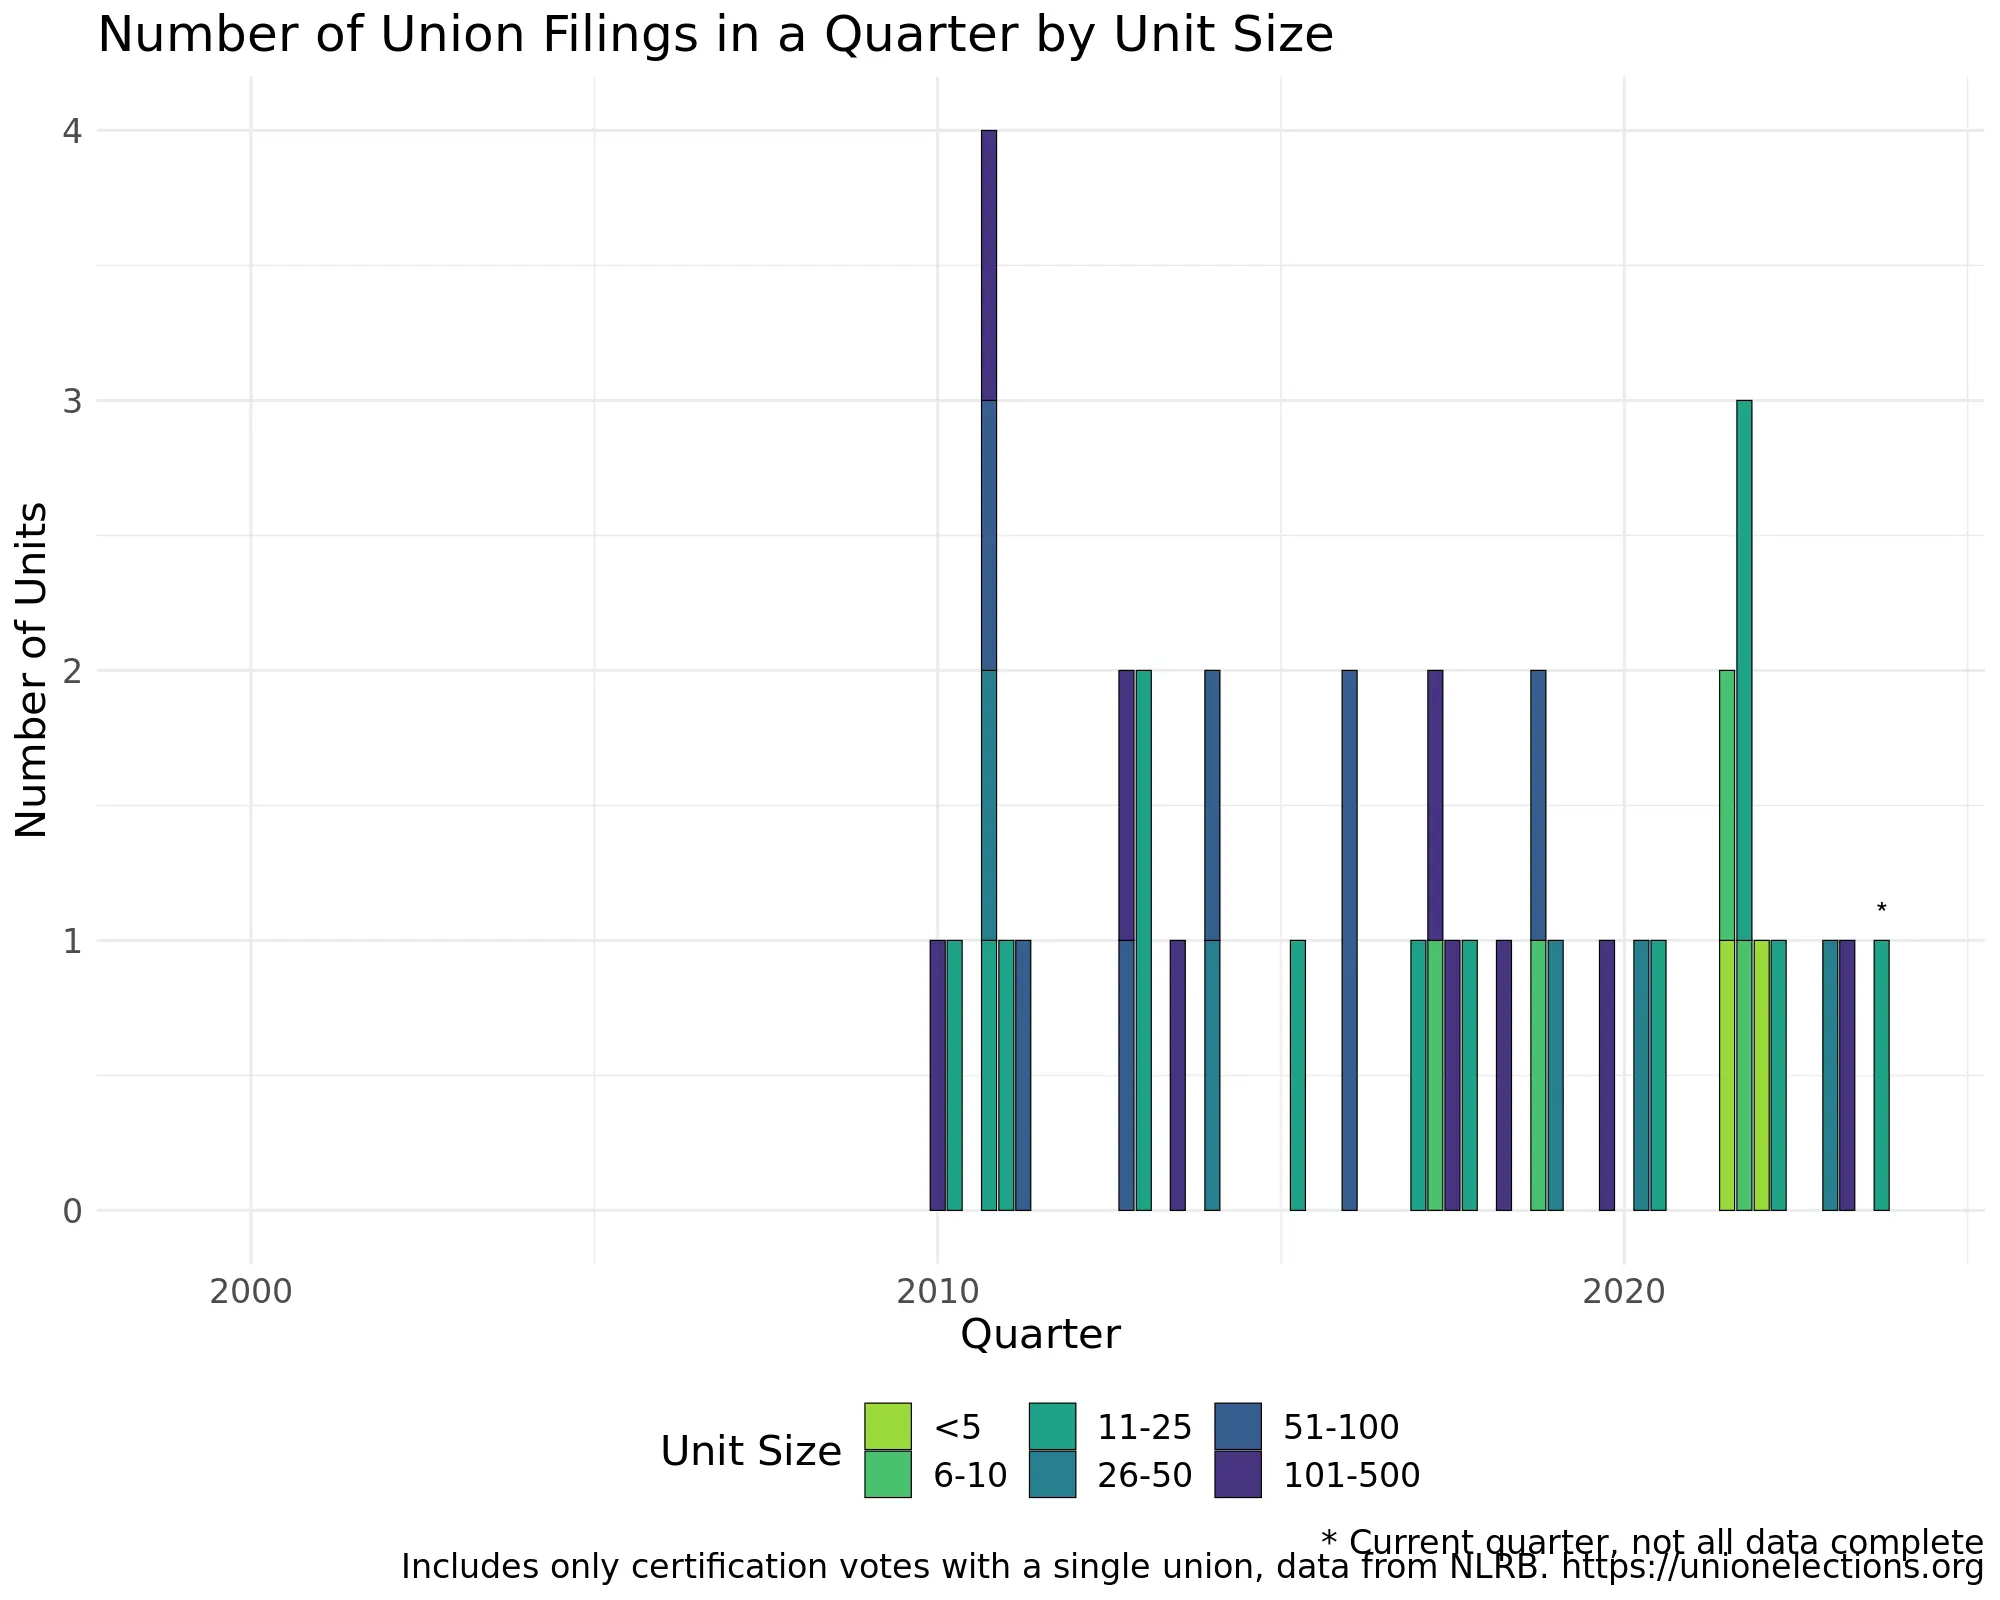 Number of Union Filings in a Quarter by Unit Size
Number of Units
4
3
2
1
0
*
2000 2010 2020
Quarter
Unit Size
<5 11-25 51-100
6-10 26-50 101-500
* Current quarter, not all data complete
Includes only certification votes with a single union, data from NLRB. https://unionelections.org